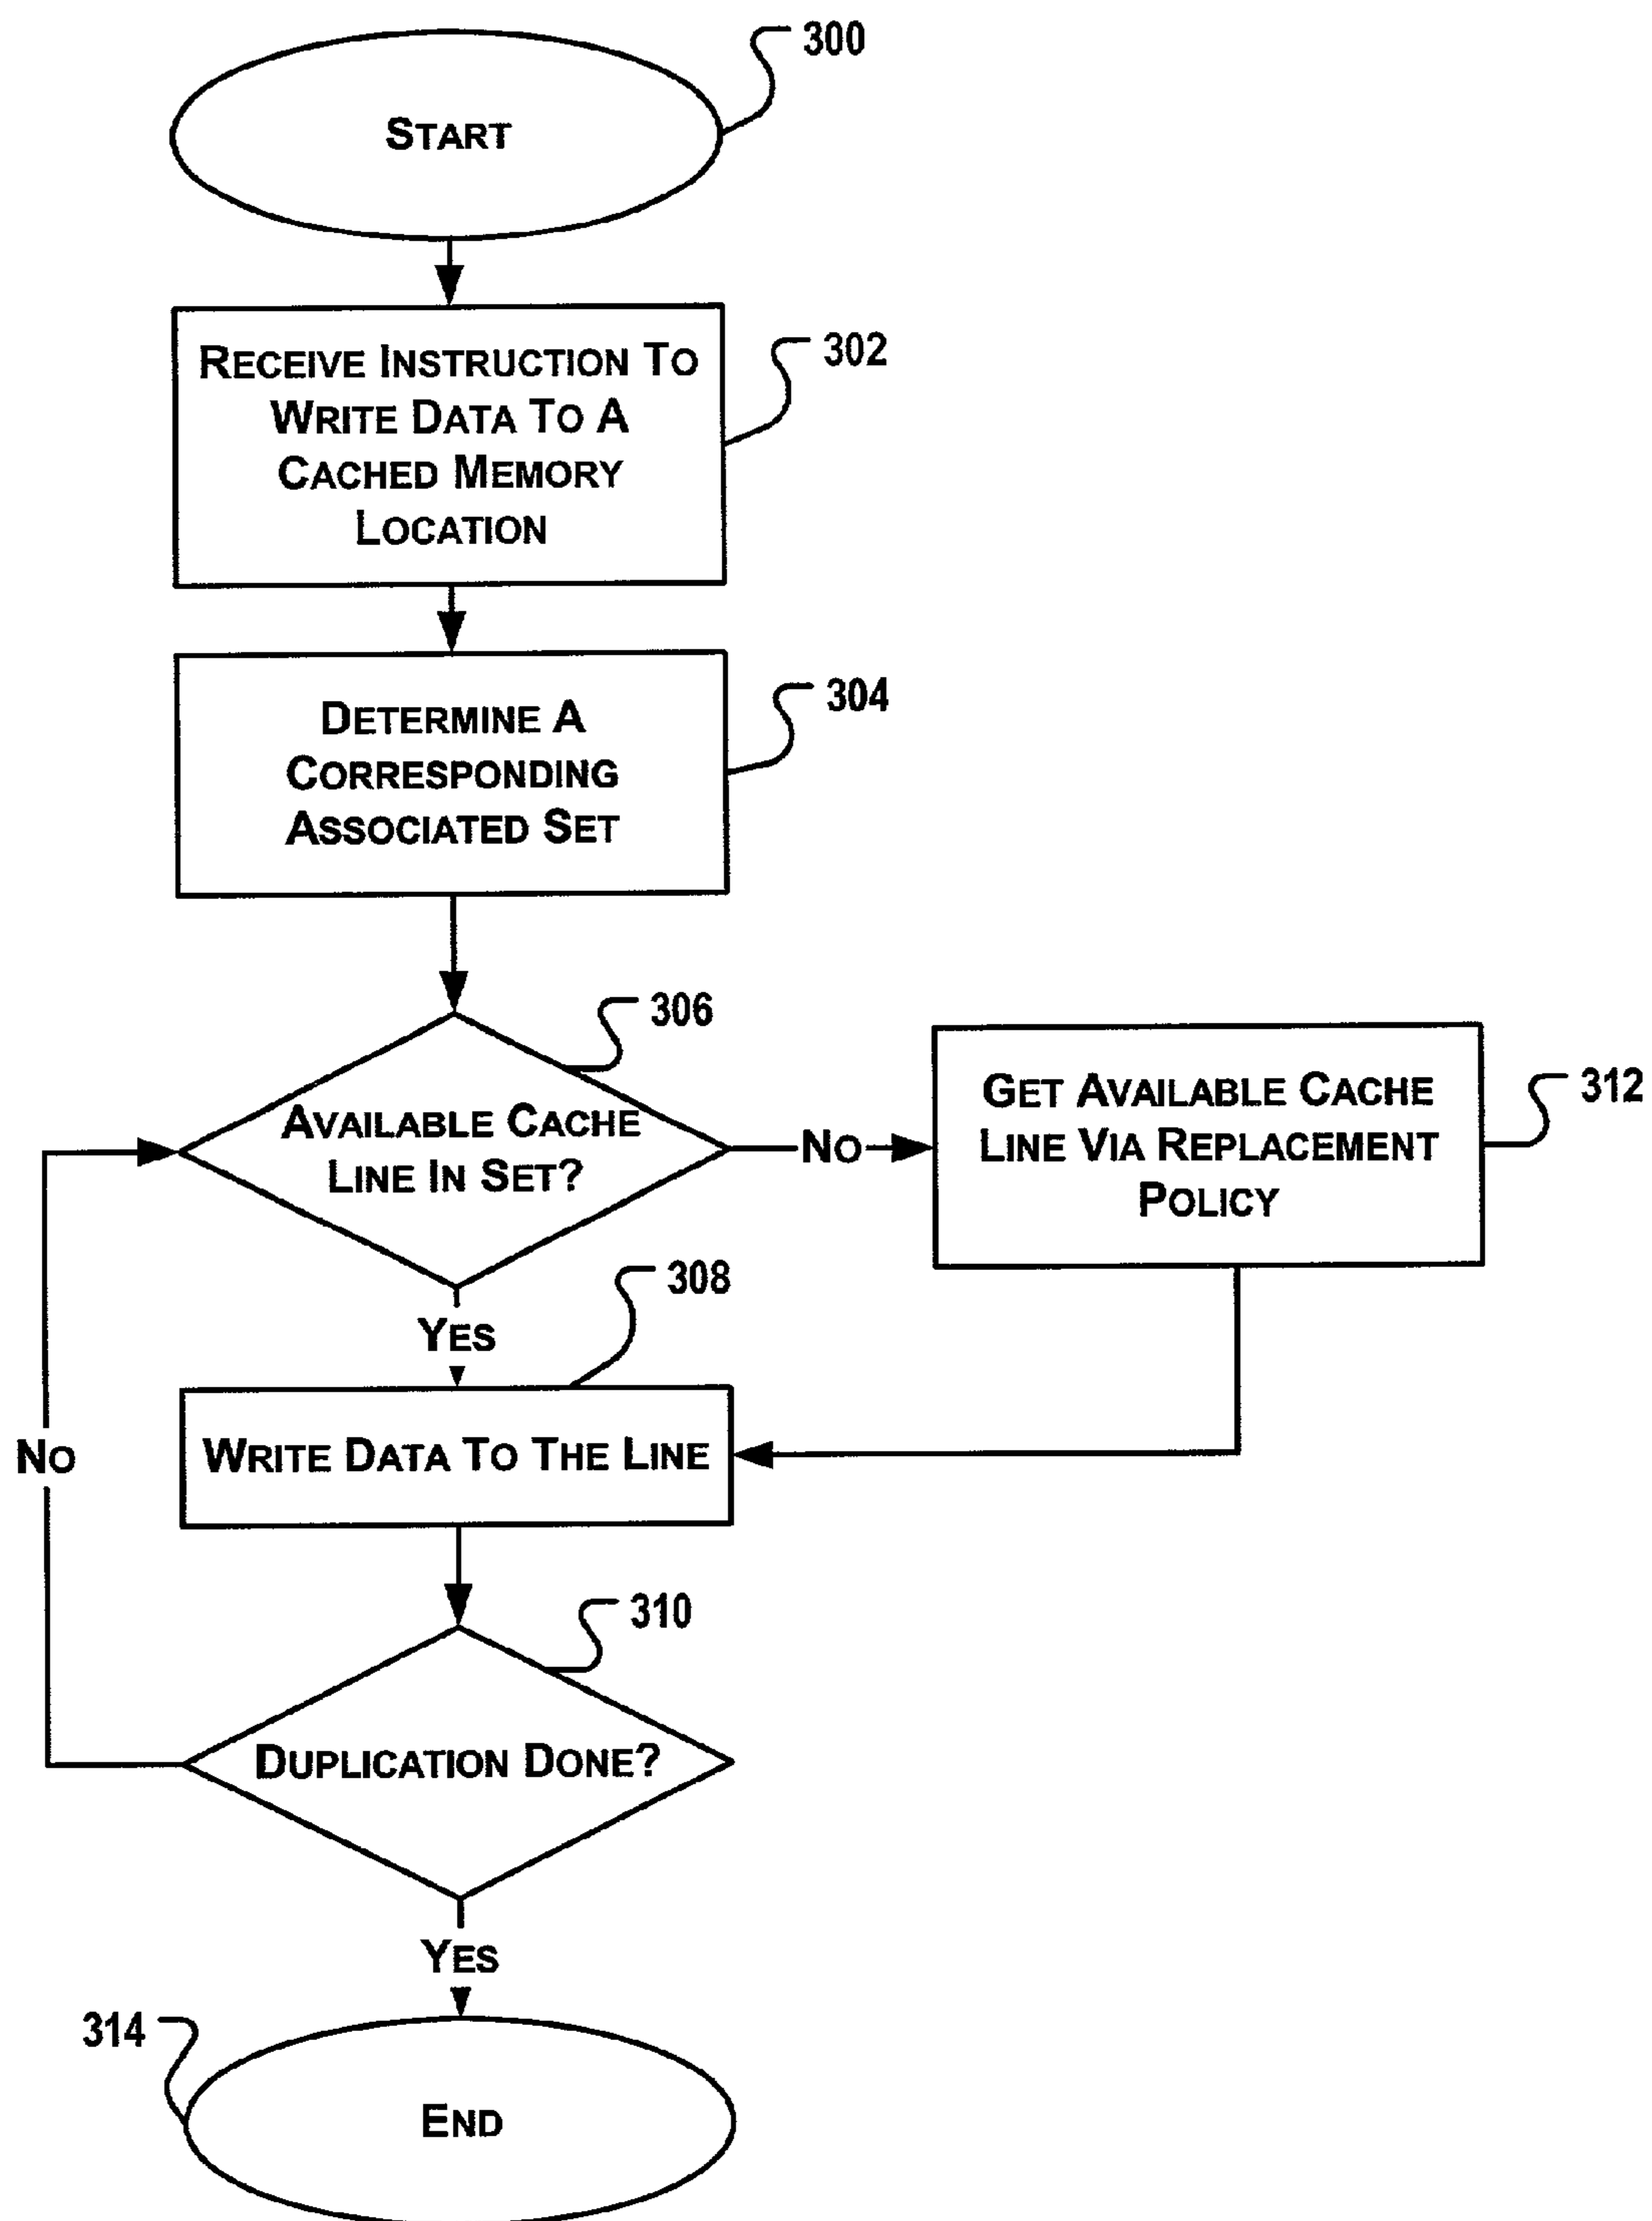 300
START
302
RECEIVE INSTRUCTION TO
WRITE DATA TO A
CACHED MEMORY
LOCATION
304
DETERMINE A
CORRESPONDING
ASSOCIATED SET
306
AVAILABLE CACHE
LINE IN SET?
NO
312
GET AVAILABLE CACHE
LINE VIA REPLACEMENT
POLICY
YES
308
WRITE DATA TO THE LINE
NO
310
DUPLICATION DONE?
YES
314
END